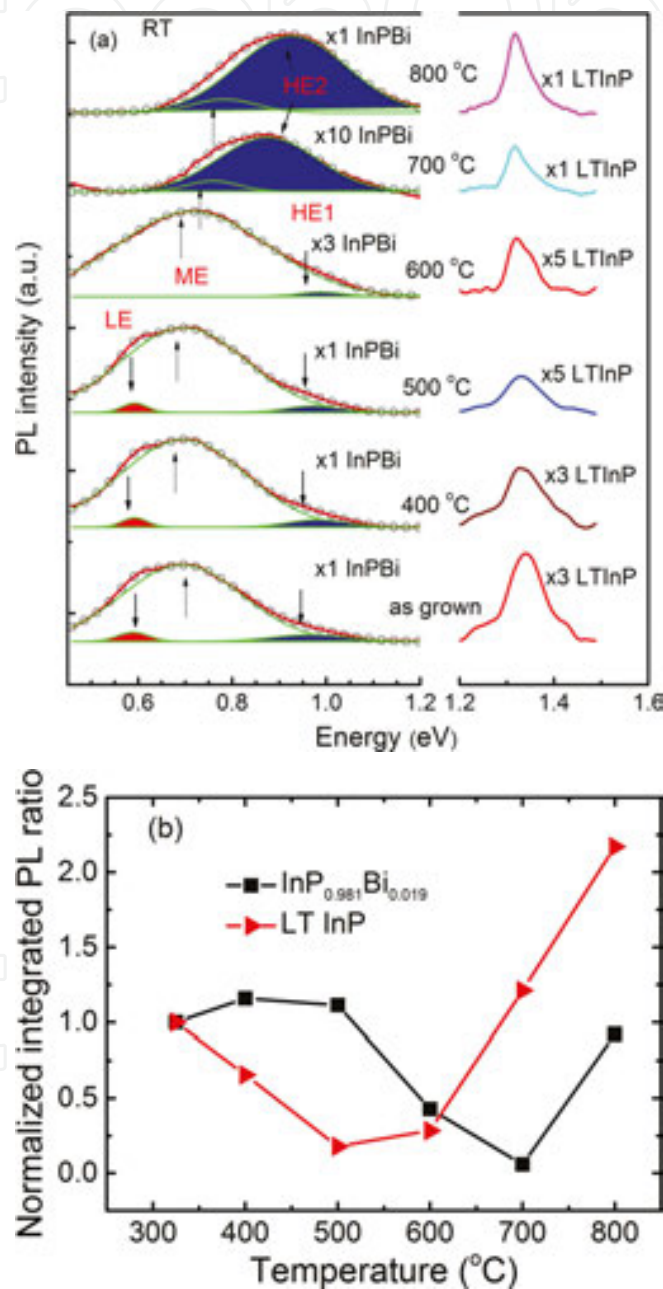 (a) RT x1 InPBi 800 °C x1 LTInP
HE2
x10 InPBi 700 °C x1 LTInP
HE1
x3 InPBi 600 °C x5 LTInP
ME
LE
x1 InPBi 500 °C x5 LTInP
x1 InPBi 400 °C x3 LTInP
x1 InPBi as grown x3 LTInP
PL intensity (a.u.)
0.6 0.8 1.0 1.2 1.2 1.4 1.6
Energy (eV)
2.5 (b)
2.0 InP0.981Bi0.019
LT InP
1.5
1.0
0.5
0.0
Normalized integrated PL ratio
300 400 500 600 700 800
Temperature (°C)